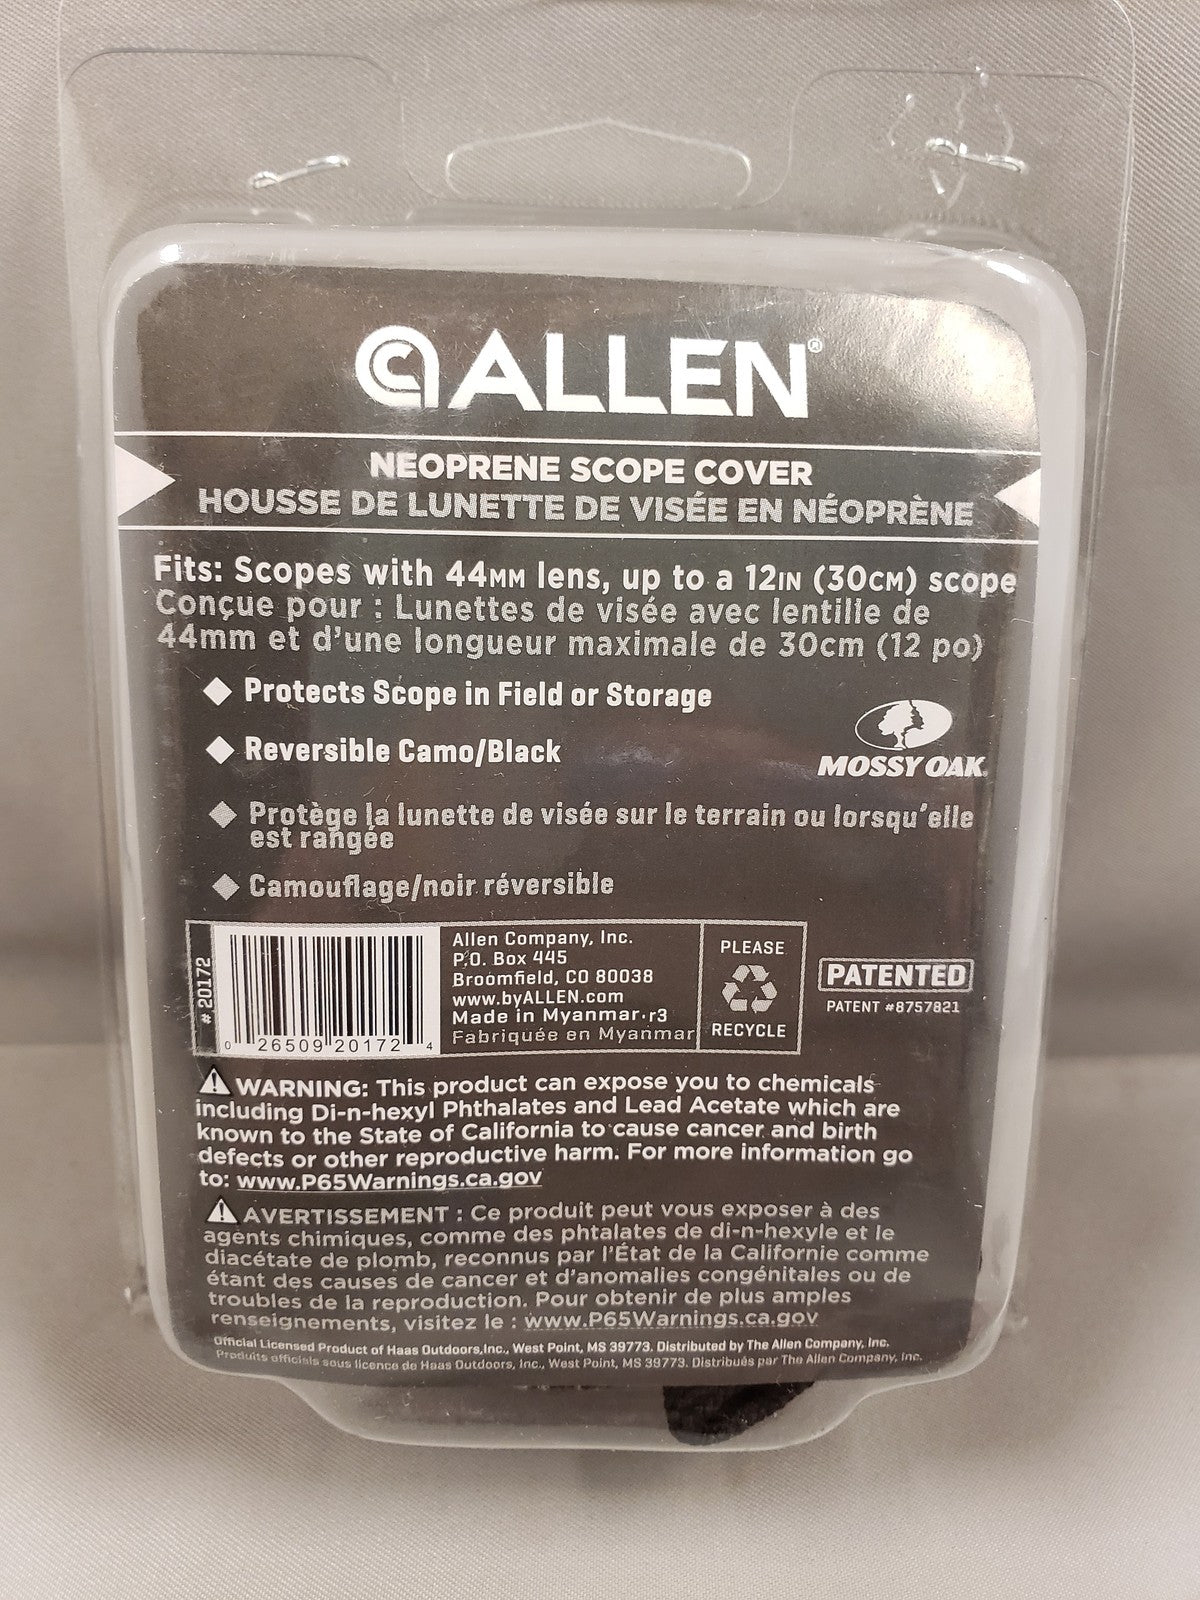 ALLEN®
NEOPRENE SCOPE COVER
HOUSSE DE LUNETTE DE VISÉE EN NÉOPRÈNE
Fits: Scopes with 44MM lens, up to a 12IN (30CM) scope
Conçue pour : Lunettes de visée avec lentille de
44mm et d'une longueur maximale de 30cm (12 po)
Protects Scope in Field or Storage
Reversible Camo/Black
MOSSY OAK
Protège la lunette de visée sur le terrain ou lorsqu'elle
est rangée
Camouflage/noir réversible
# 20172
0 26509 20172 4
Allen Company, Inc.
P.O. Box 445
Broomfield, CO 80038
www.byALLEN.com
Made in Myanmar·r3
Fabriquée en Myanmar
PLEASE
RECYCLE
PATENTED
PATENT #8757821
WARNING: This product can expose you to chemicals
including Di-n-hexyl Phthalates and Lead Acetate which are
known to the State of California to cause cancer and birth
defects or other reproductive harm. For more information go
to: www.P65Warnings.ca.gov
AVERTISSEMENT : Ce produit peut vous exposer à des
agents chimiques, comme des phtalates de di-n-hexyle et le
diacétate de plomb, reconnus par l'État de la Californie comme
étant des causes de cancer et d'anomalies congénitales ou de
troubles de la reproduction. Pour obtenir de plus amples
renseignements, visitez le : www.P65Warnings.ca.gov
Official Licensed Product of Haas Outdoors,Inc., West Point, MS 39773. Distributed by The Allen Company, Inc.
Produits officiels sous licence de Haas Outdoors, Inc., West Point, MS 39773. Distribués par The Allen Company, Inc.